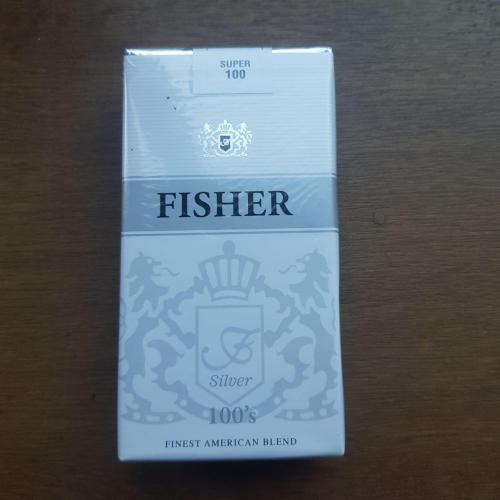 SUPER
100
F
FISHER
F
Silver
100's
FINEST AMERICAN BLEND